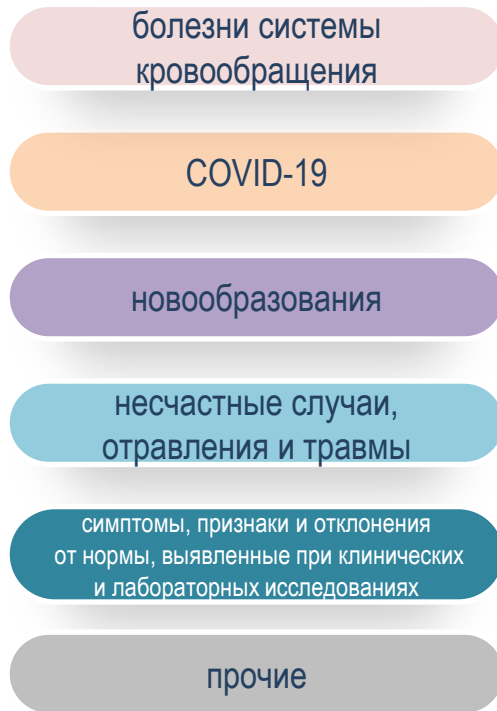 болезни системы
кровообращения
COVID-19
новообразования
несчастные случаи,
отравления и травмы
симптомы, признаки и отклонения
от нормы, выявленные при клинических
и лабораторных исследованиях
прочие